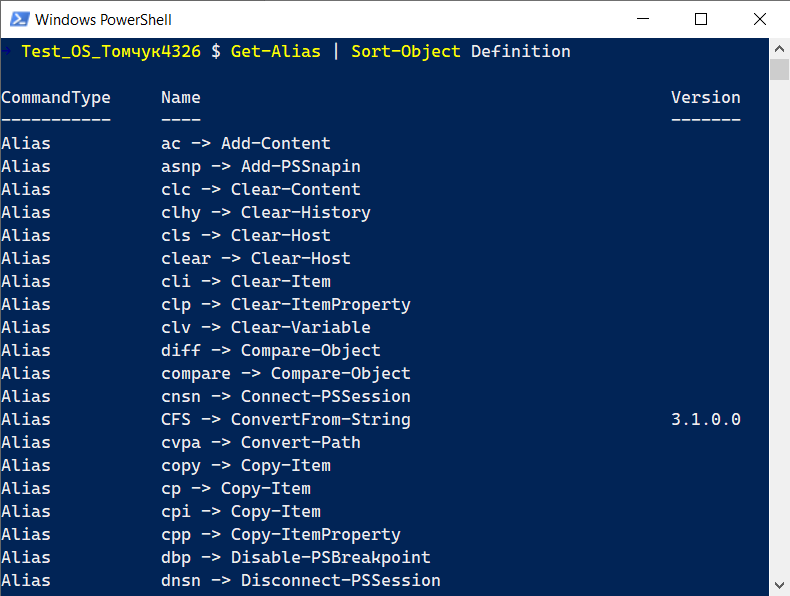 Windows PowerShell
Test_OS_Томчук4326 $ Get-Alias | Sort-Object Definition
CommandType Name Version
----------- ---- -------
Alias ac -> Add-Content
Alias asnp -> Add-PSSnapin
Alias clc -> Clear-Content
Alias clhy -> Clear-History
Alias cls -> Clear-Host
Alias clear -> Clear-Host
Alias cli -> Clear-Item
Alias clp -> Clear-ItemProperty
Alias clv -> Clear-Variable
Alias diff -> Compare-Object
Alias compare -> Compare-Object
Alias cnsn -> Connect-PSSession
Alias CFS -> ConvertFrom-String 3.1.0.0
Alias cvpa -> Convert-Path
Alias copy -> Copy-Item
Alias cp -> Copy-Item
Alias cpi -> Copy-Item
Alias cpp -> Copy-ItemProperty
Alias dbp -> Disable-PSBreakpoint
Alias dnsn -> Disconnect-PSSession